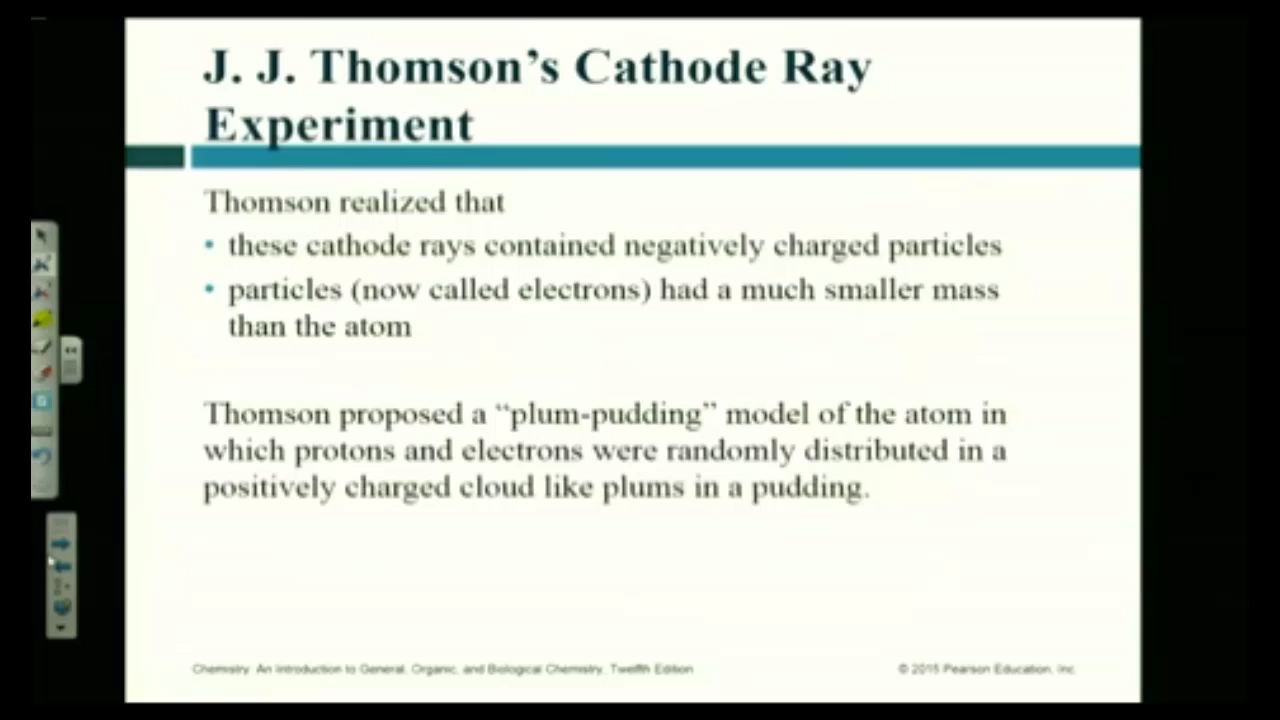 J. J. Thomson’s Cathode Ray
Experiment
Thomson realized that
• these cathode rays contained negatively charged particles
• particles (now called electrons) had a much smaller mass
than the atom
Thomson proposed a “plum-pudding” model of the atom in
which protons and electrons were randomly distributed in a
positively charged cloud like plums in a pudding.
Chemistry: An Introduction to General, Organic, and Biological Chemistry, Twelfth Edition
© 2015 Pearson Education, Inc.